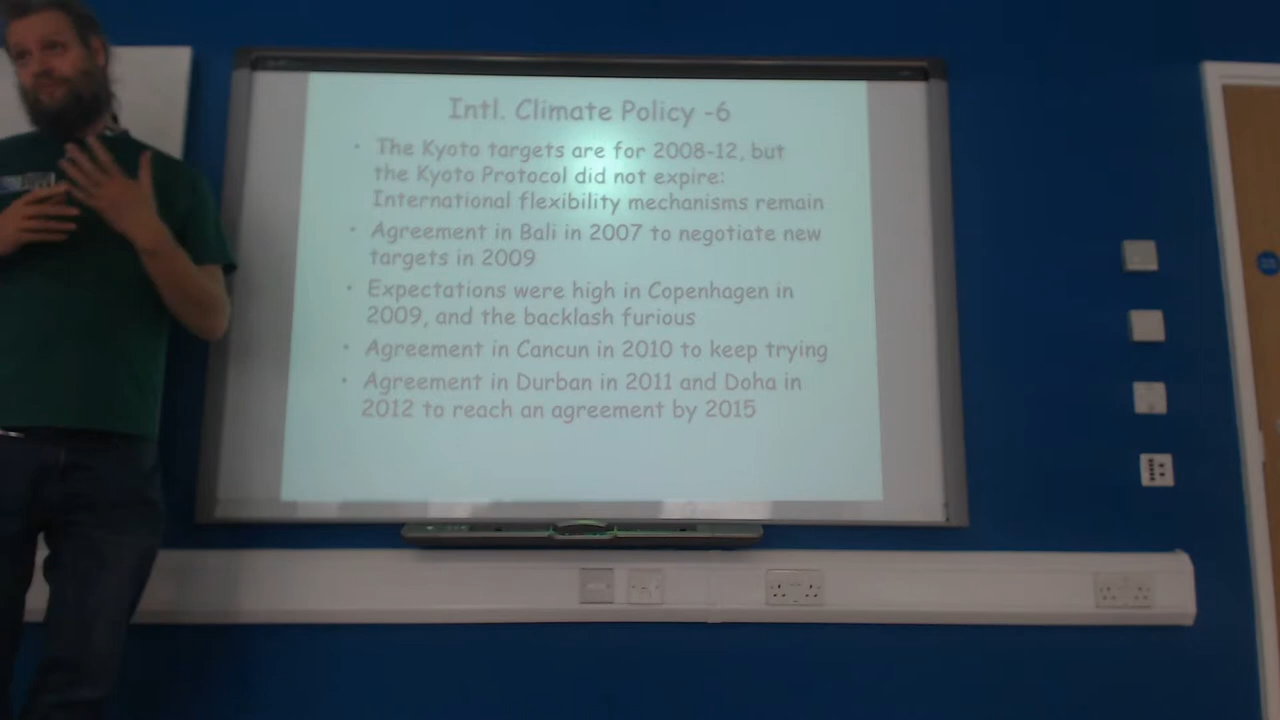 Intl. Climate Policy -6
• The Kyoto targets are for 2008-12, but
the Kyoto Protocol did not expire:
International flexibility mechanisms remain
• Agreement in Bali in 2007 to negotiate new
targets in 2009
• Expectations were high in Copenhagen in
2009, and the backlash furious
• Agreement in Cancun in 2010 to keep trying
• Agreement in Durban in 2011 and Doha in
2012 to reach an agreement by 2015